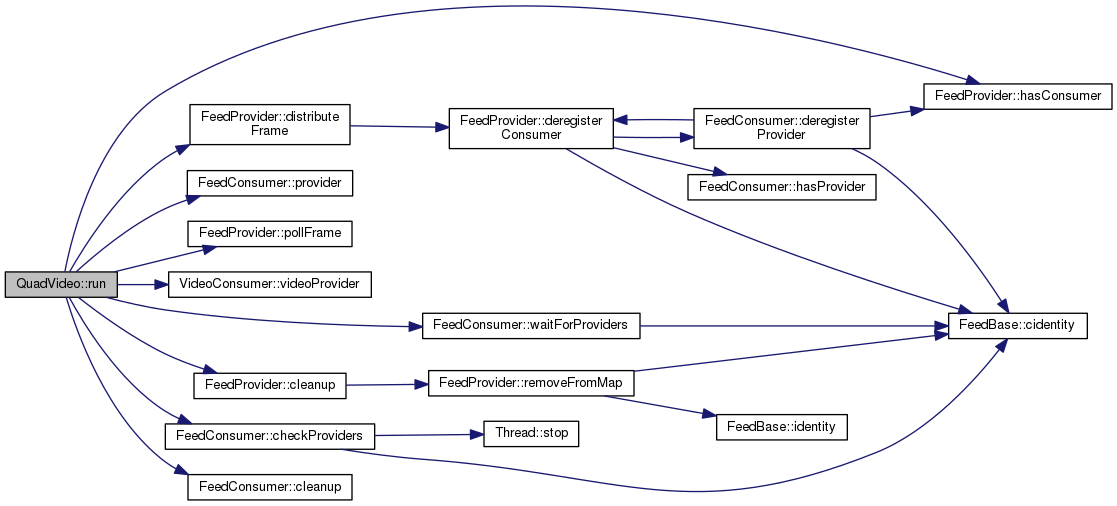 QuadVideo::run
FeedProvider::distribute
Frame
FeedConsumer::provider
FeedProvider::pollFrame
VideoConsumer::videoProvider
FeedConsumer::waitForProviders
FeedProvider::cleanup
FeedConsumer::checkProviders
FeedConsumer::cleanup
FeedProvider::deregister
Consumer
FeedProvider::removeFromMap
Thread::stop
FeedConsumer::deregister
Provider
FeedConsumer::hasProvider
FeedBase::identity
FeedProvider::hasConsumer
FeedBase::cidentity